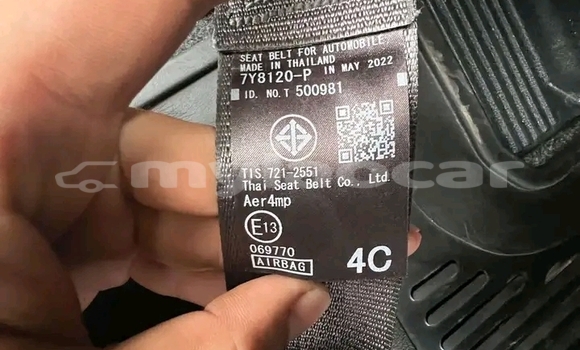 SEAT BELT FOR AUTOMOBILE
MADE IN THAILAND
7Y8120-P IN MAY 2022
ID. NO. T 500981
TIS.721-2551
Thai Seat Belt Co., Ltd.
Aer4mp
E13
069770
AIRBAG
4C